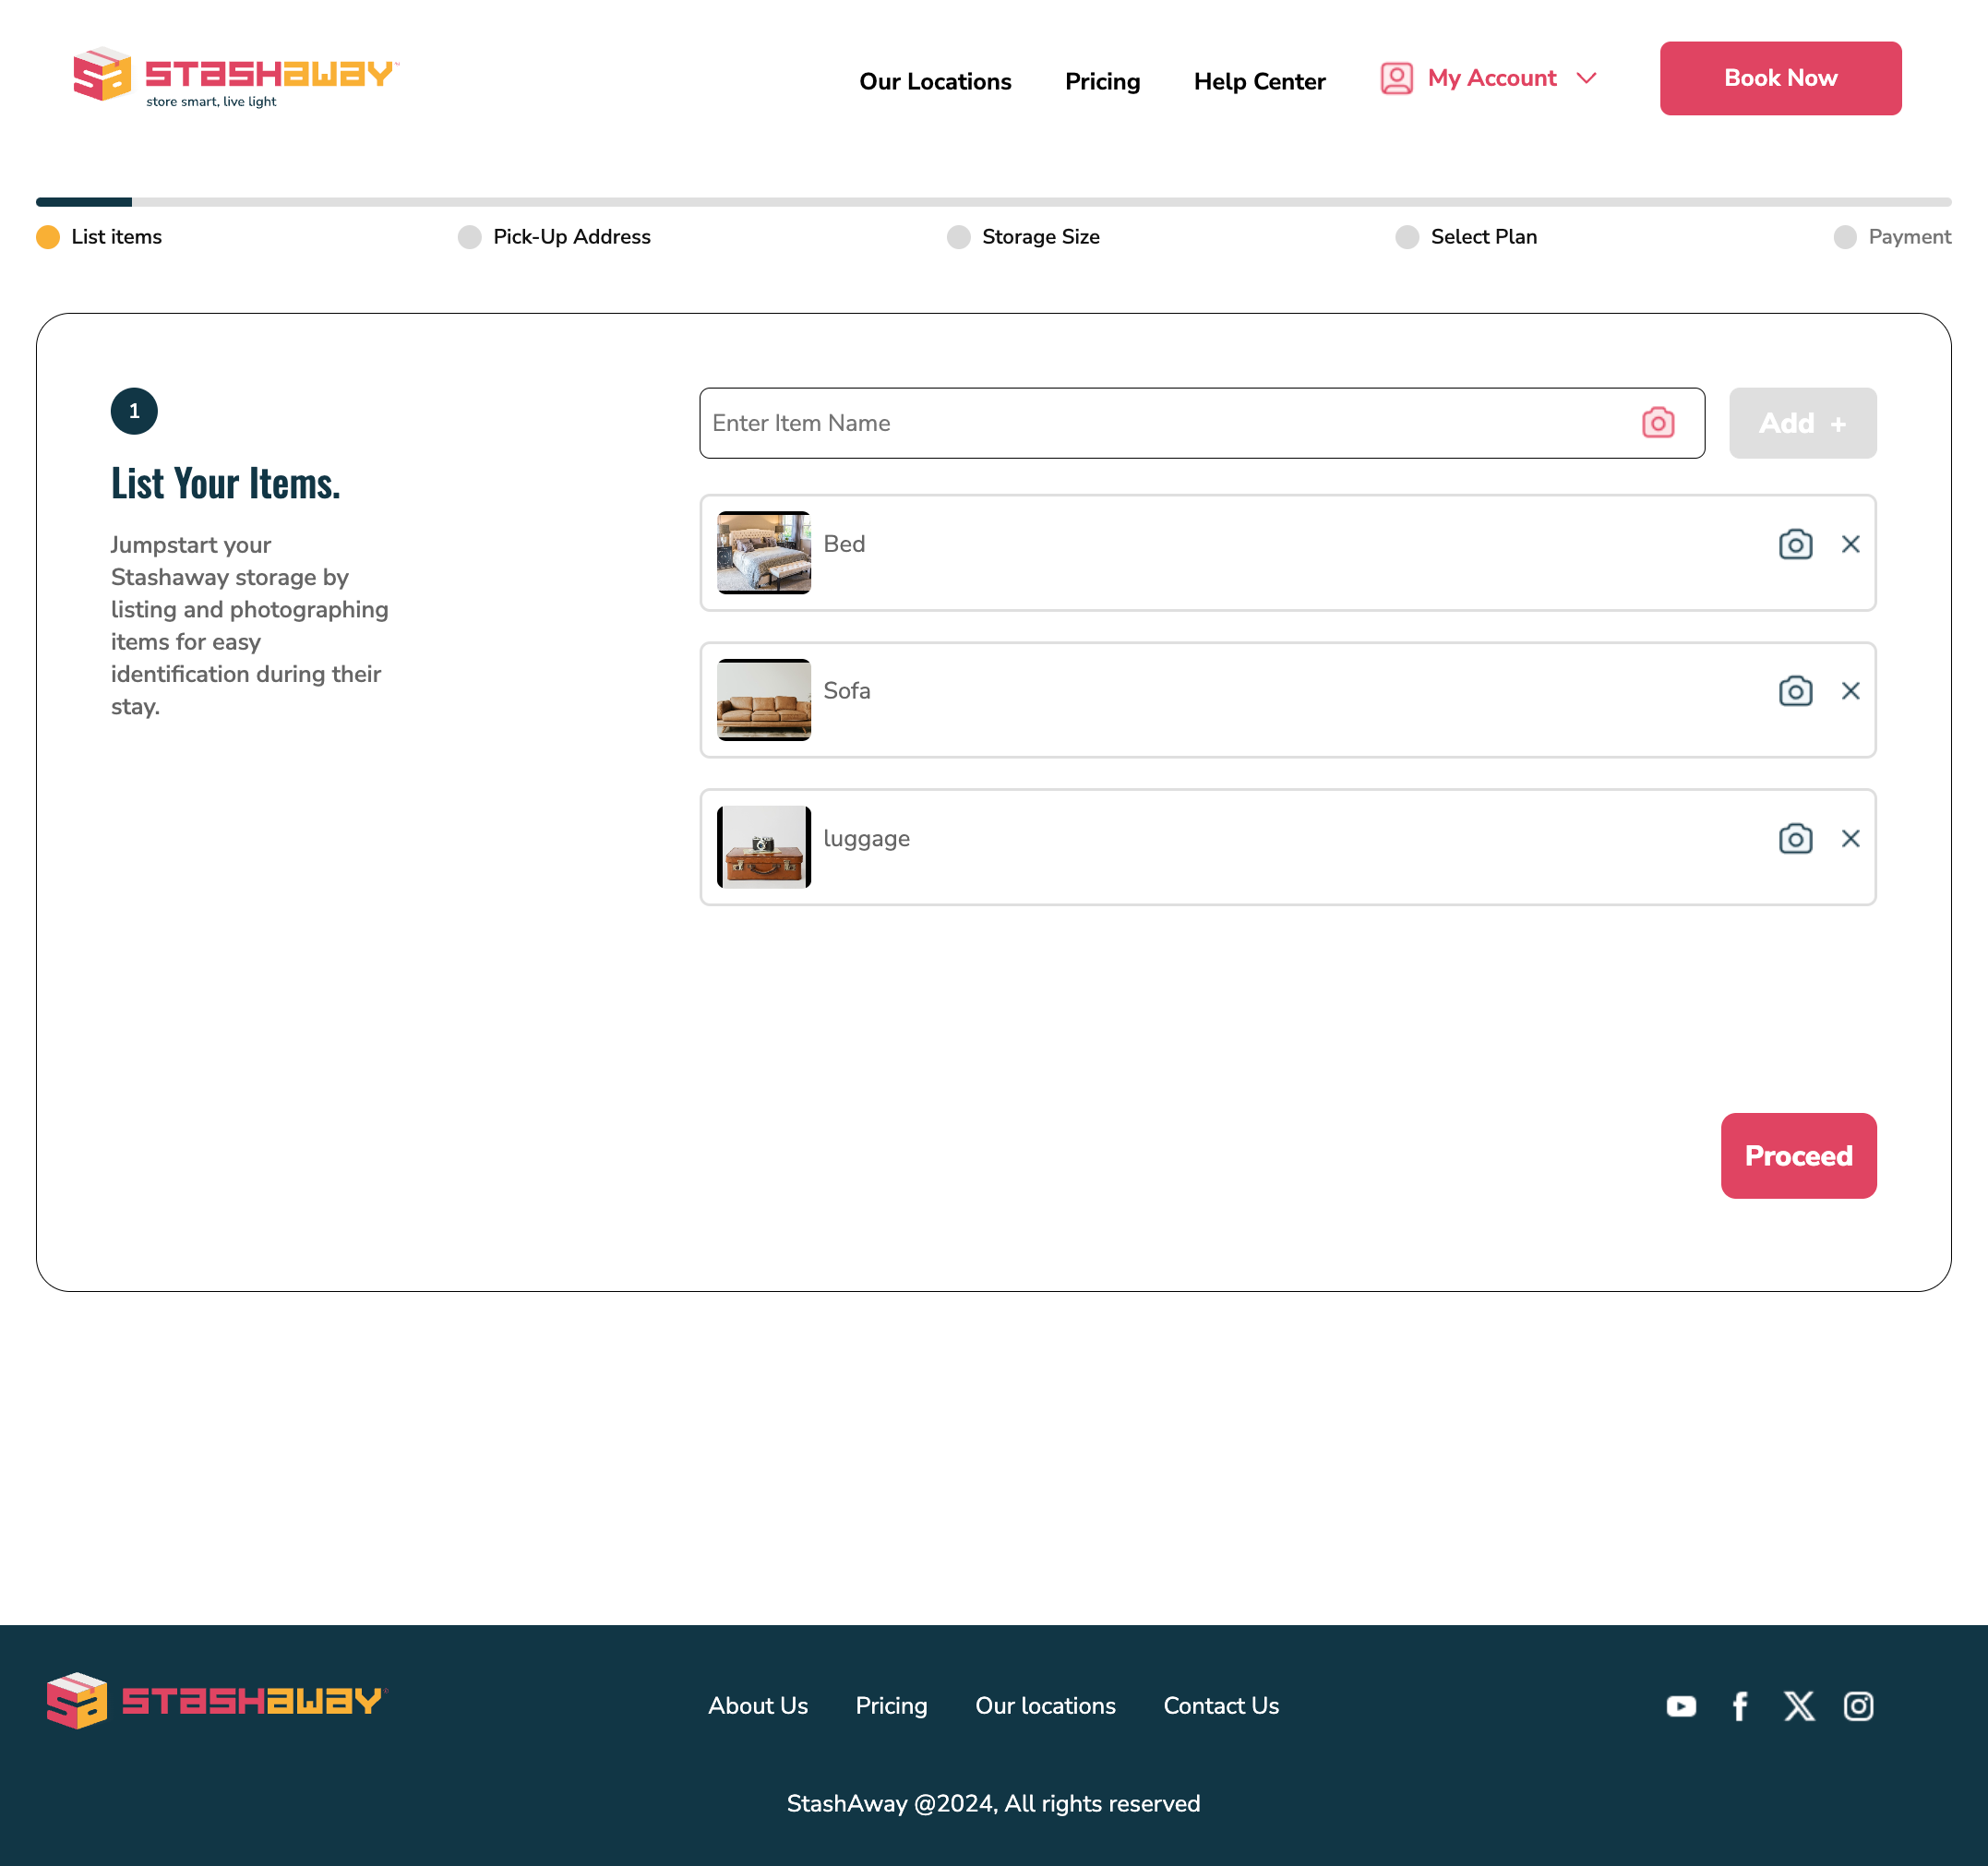 STASHAWAY
store smart, live light
Our Locations
Pricing
Help Center
My Account
Book Now
List items
Pick-Up Address
Storage Size
Select Plan
Payment
1
List Your Items.
Jumpstart your
Stashaway storage by
listing and photographing
items for easy
identification during their
stay.
Enter Item Name
Add +
Bed
Sofa
luggage
Proceed
STASHAWAY
About Us
Pricing
Our locations
Contact Us
StashAway @2024, All rights reserved